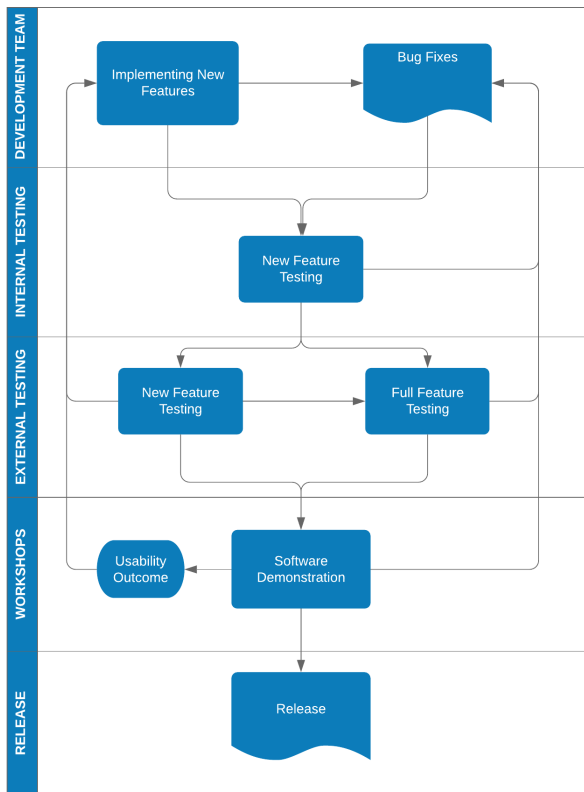 DEVELOPMENT TEAM
Implementing New
Features
Bug Fixes
INTERNAL TESTING
New Feature
Testing
EXTERNAL TESTING
New Feature
Testing
Full Feature
Testing
WORKSHOPS
Usability
Outcome
Software
Demonstration
RELEASE
Release